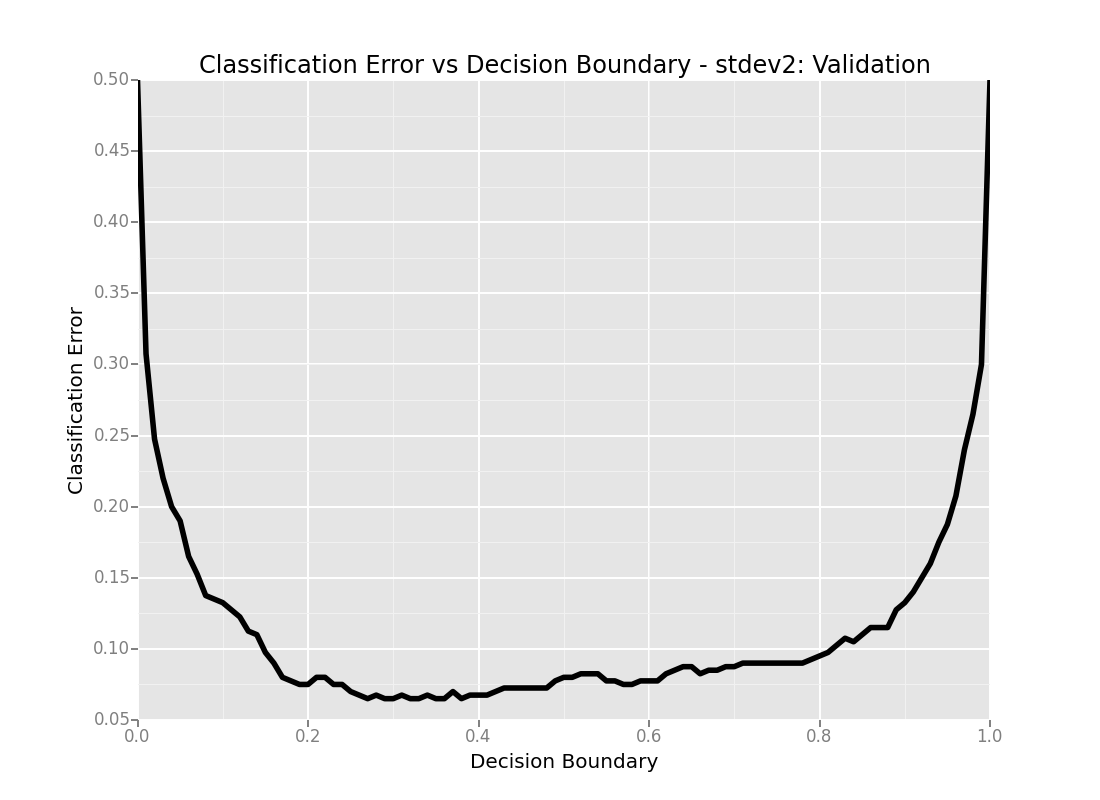 Classification Error vs Decision Boundary - stdev2: Validation
0.50
0.45
0.40
0.35
0.30
0.25
0.20
0.15
0.10
0.05
Classification Error
0.0 0.2 0.4 0.6 0.8 1.0
Decision Boundary